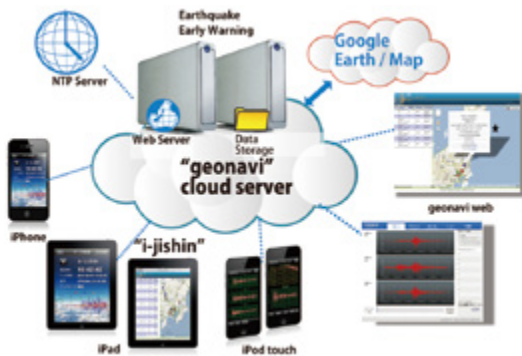 Earthquake
Early Warning
NTP Server
Google
Earth / Map
Web Server
Data
Storage
"geonavi"
cloud server
geonavi web
iPhone
"i-jishin"
iPad
iPod touch